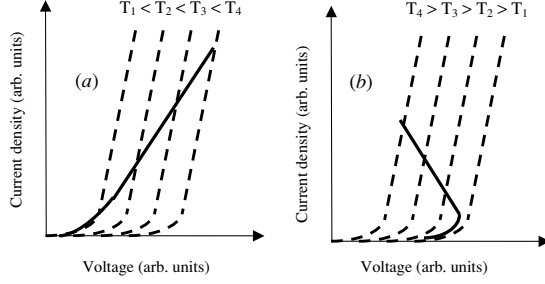 T₁ < T₂ < T₃ < T₄
(a)
Current density (arb. units)
Voltage (arb. units)
T₄ > T₃ > T₂ > T₁
(b)
Current density (arb. units)
Voltage (arb. units)